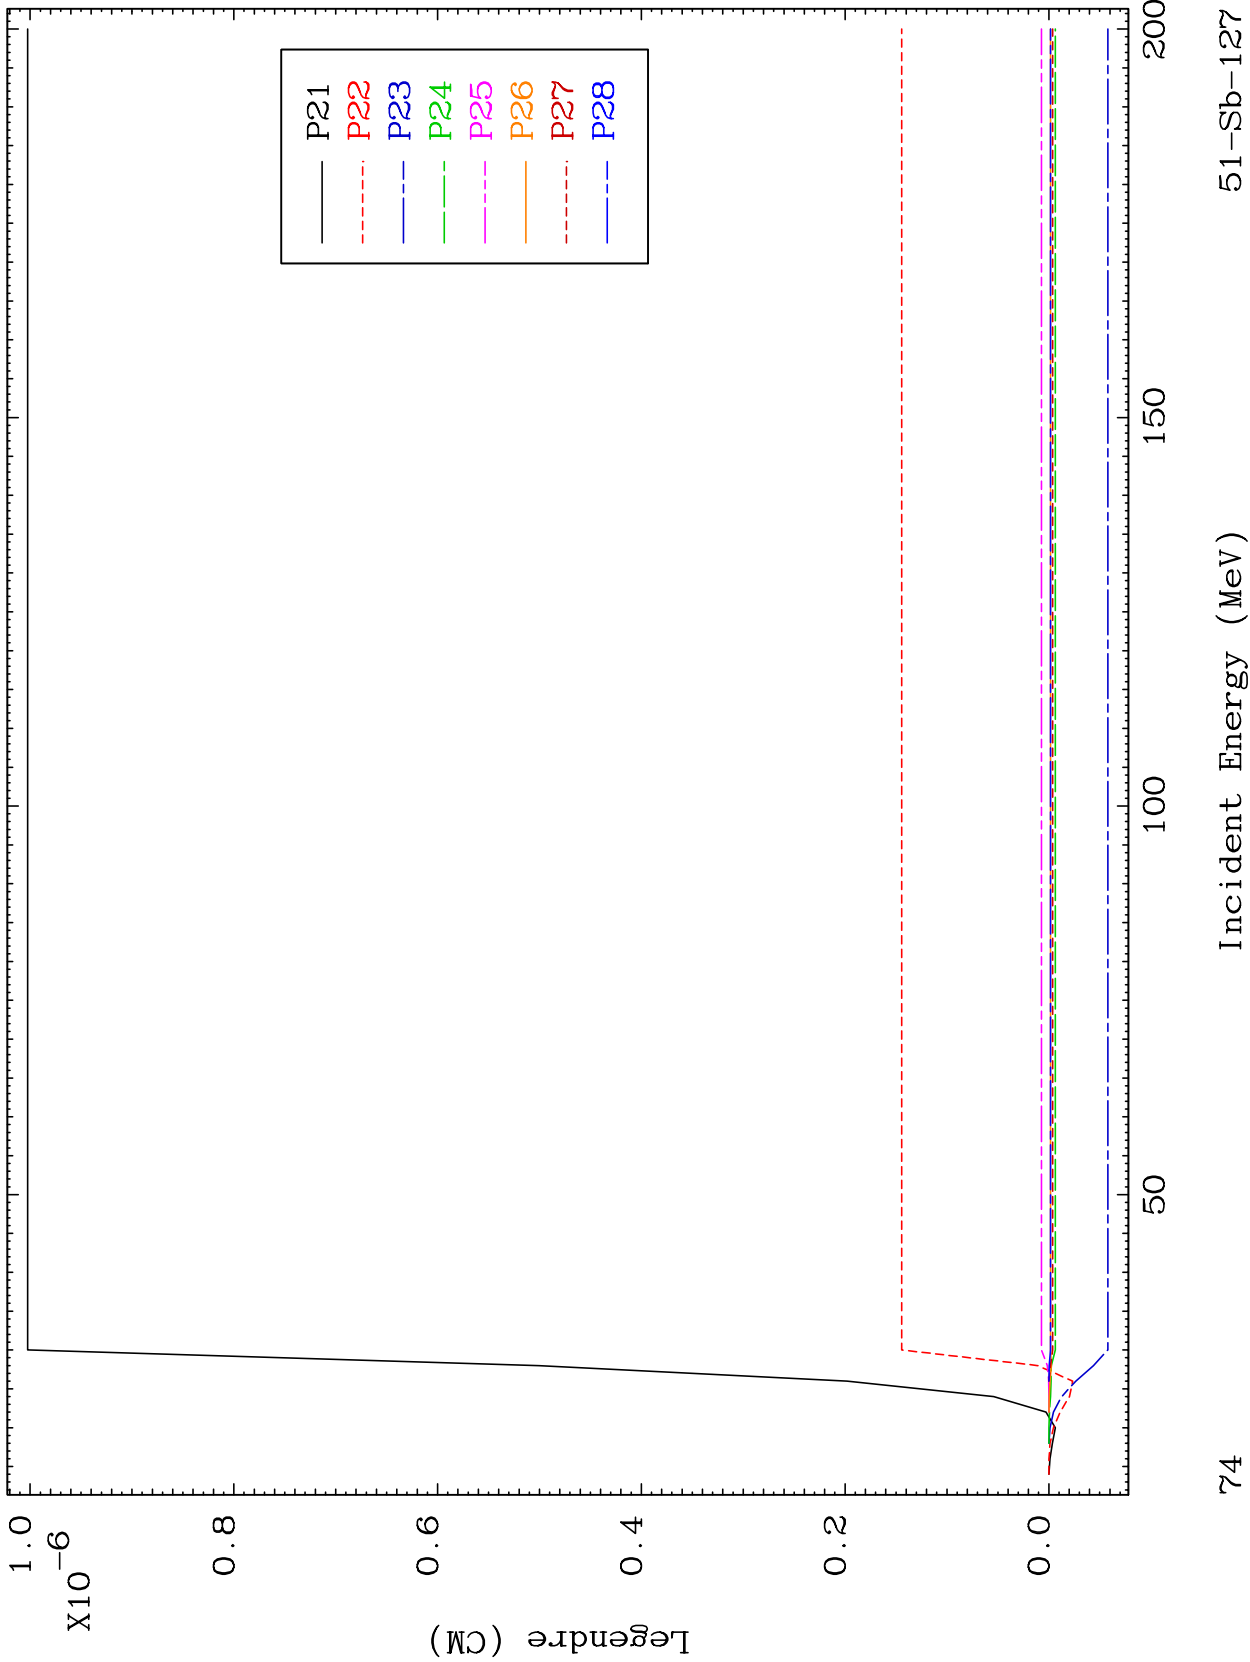 1.0
X10-6
0.8
0.6
0.4
0.2
0.0
Legendre (CM)
P21
P22
P23
P24
P25
P26
P27
P28
50
100
150
200
74
Incident Energy (MeV)
51-Sb-127